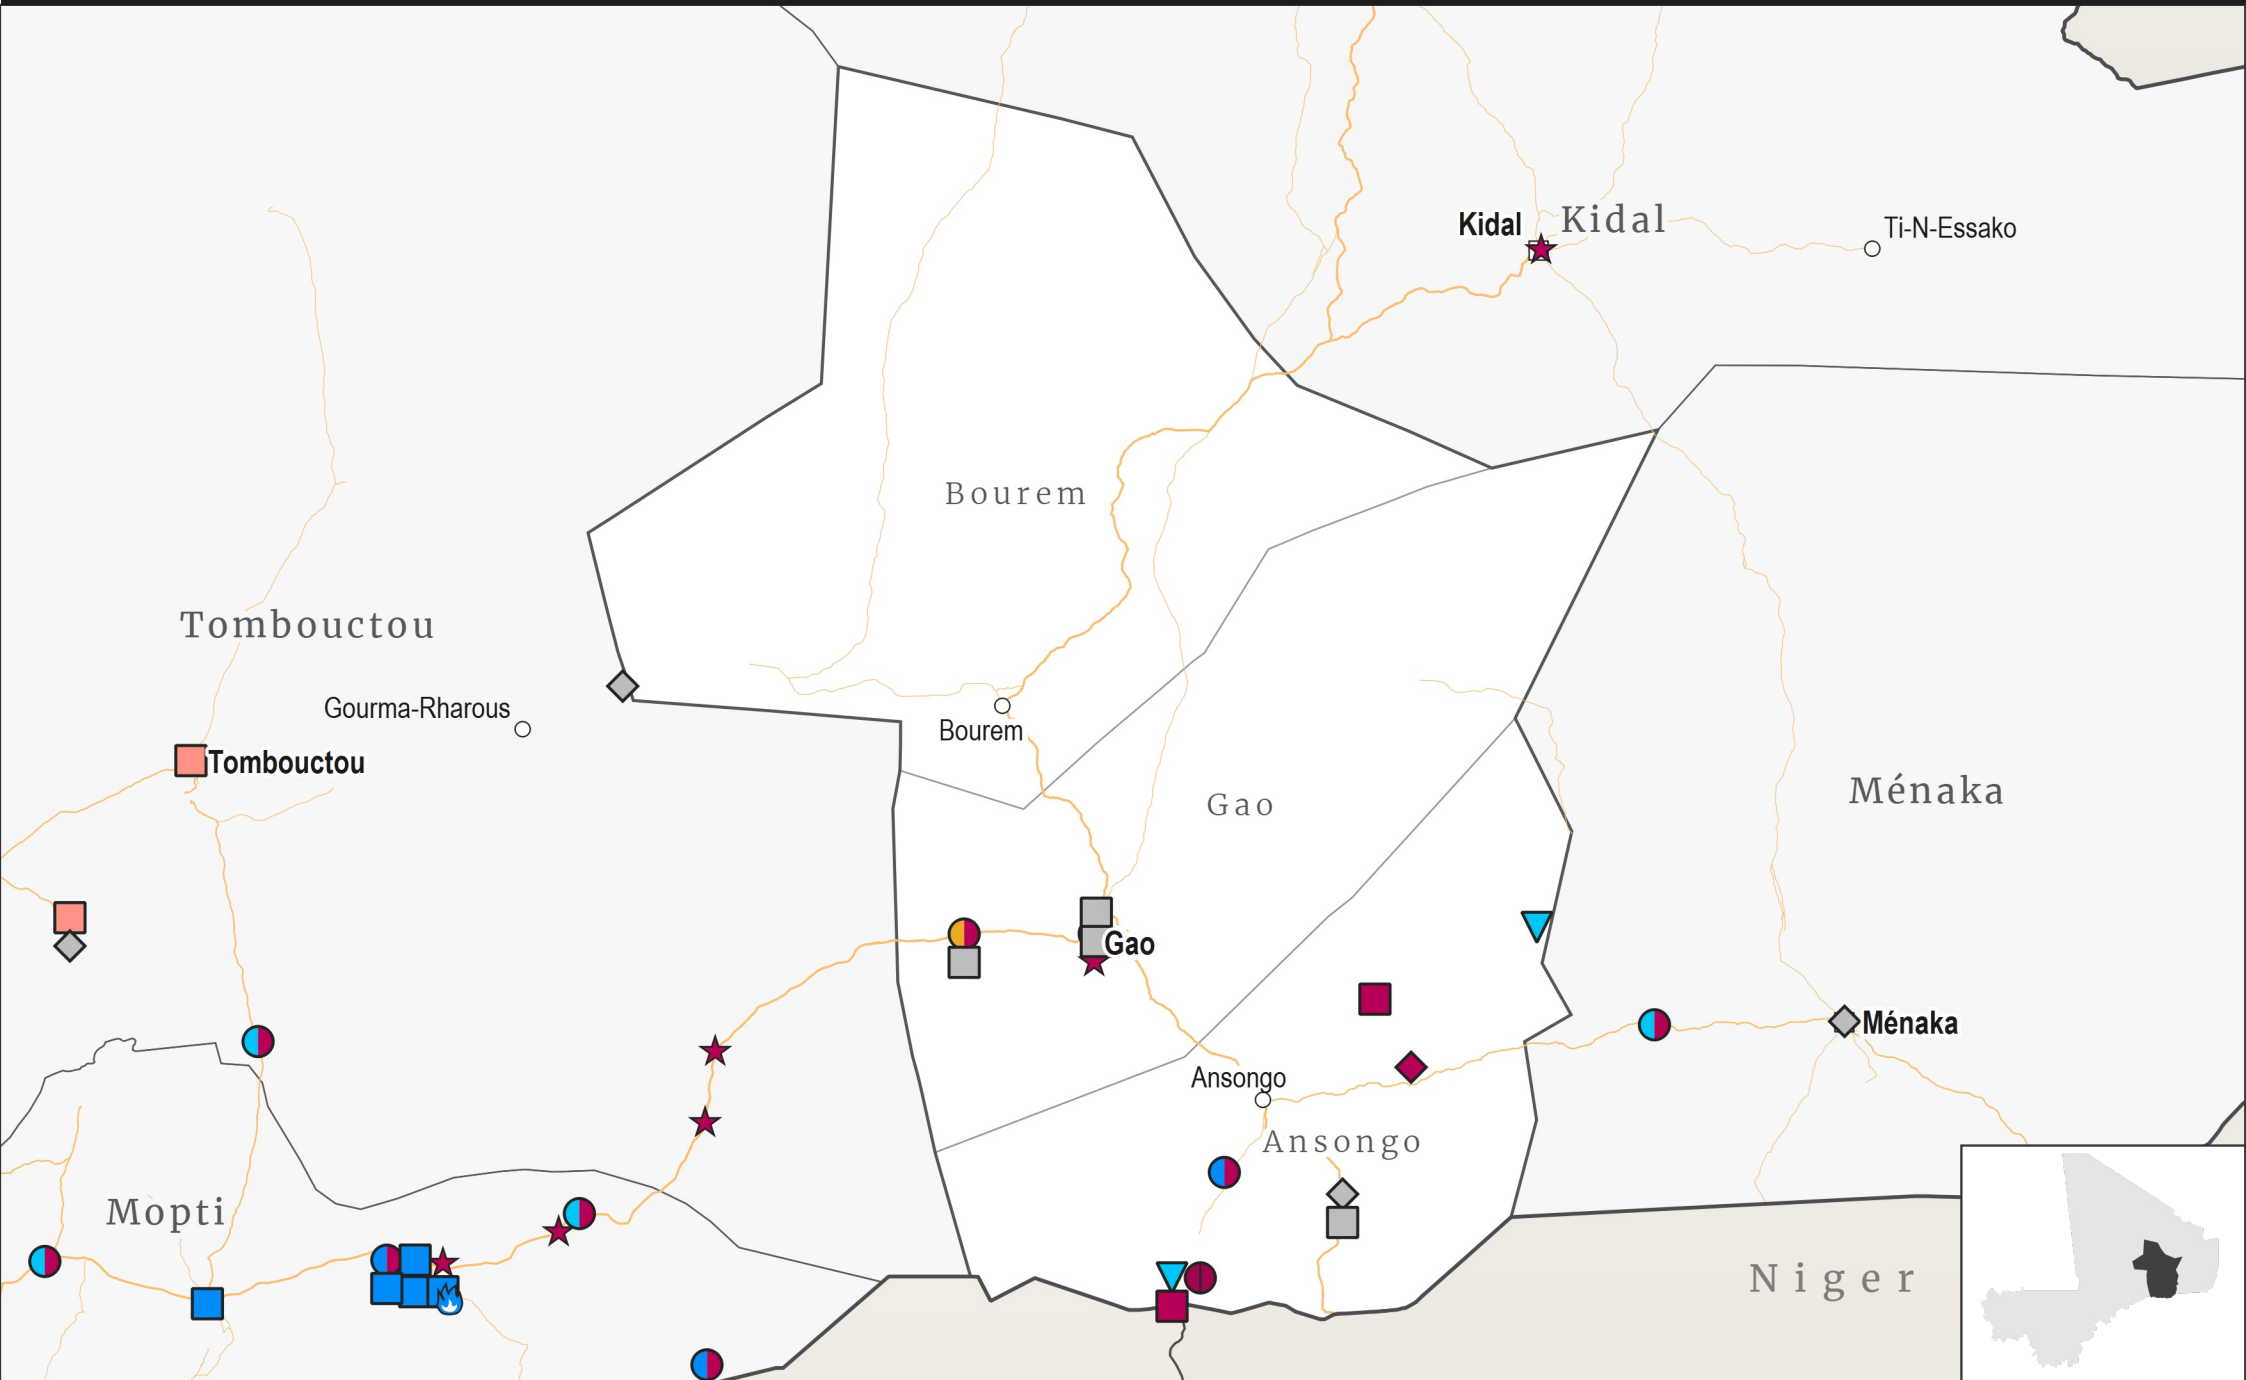 Kidal
Kidal
Ti-N-Essako
Bourem
Tombouctou
Gourma-Rharous
Bourem
Tombouctou
Ménaka
Gao
Gao
Ménaka
Ansongo
Ansongo
Mopti
Niger